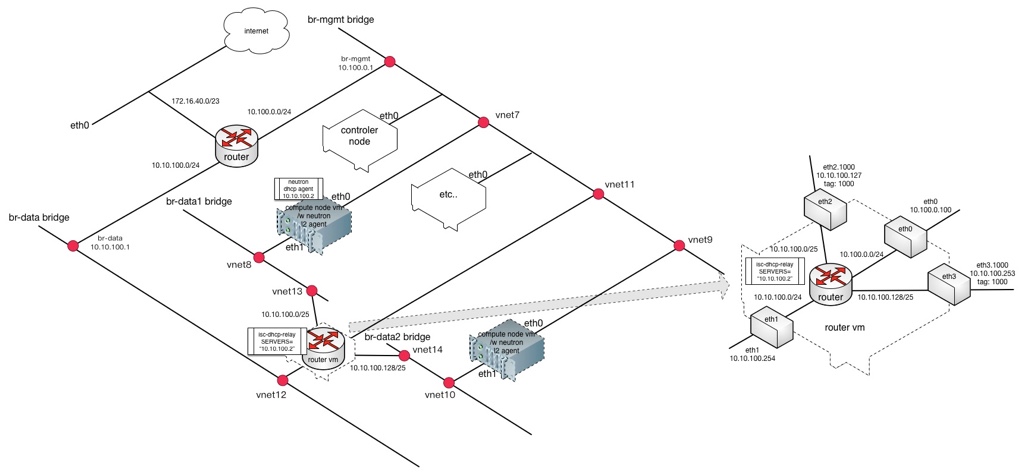 br-mgmt bridge
internet
br-mgmt
10.100.0.1
172.16.40.0/23
10.100.0.0/24
eth0
vnet7
eth0
controler
node
router
10.10.100.0/24
neutron
dhcp agent
10.10.100.2
eth0
compute node vm
/w neutron
l2 agent
eth1
eth0
etc..
vnet11
br-data1 bridge
br-data bridge
br-data
10.10.100.1
vnet8
vnet9
vnet13
10.10.100.0/25
isc-dhcp-relay
SERVERS=
"10.10.100.2"
router vm
br-data2 bridge
vnet14
10.10.100.128/25
eth0
compute node vm
/w neutron
l2 agent
eth1
vnet12
vnet10
eth2.1000
10.10.100.127
tag: 1000
eth2
eth0
10.100.0.100
eth0
10.10.100.0/25
10.100.0.0/24
isc-dhcp-relay
SERVERS=
"10.10.100.2"
router
eth3.1000
10.10.100.253
tag: 1000
eth3
10.10.100.0/24
10.10.100.128/25
eth1
router vm
eth1
10.10.100.254